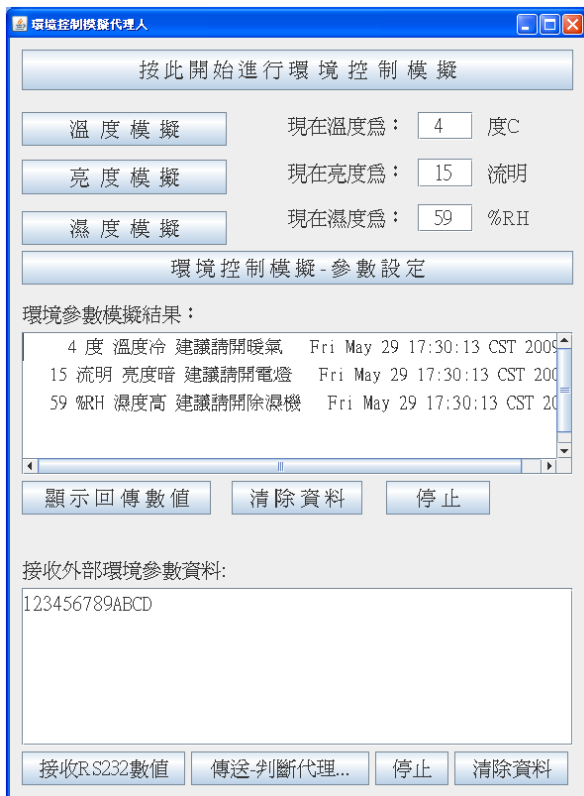 環境控制模擬代理人
按此開始進行環境控制模擬
溫度模擬 現在溫度為： 4 度C
亮度模擬 現在亮度為： 15 流明
濕度模擬 現在濕度為： 59 %RH
環境控制模擬-參數設定
環境參數模擬結果：
4 度 溫度冷 建議請開暖氣 Fri May 29 17:30:13 CST 2009
15 流明 亮度暗 建議請開電燈 Fri May 29 17:30:13 CST 200
59 %RH 濕度高 建議請開除濕機 Fri May 29 17:30:13 CST 20
顯示回傳數值 清除資料 停止
接收外部環境參數資料:
123456789ABCD
接收RS232數值 傳送-判斷代理... 停止 清除資料